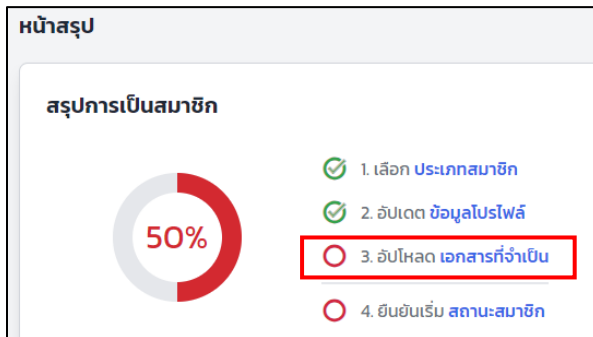 หน้าสรุป
สรุปการเป็นสมาชิก
50%
1. เลือก ประเภทสมาชิก
2. อัปเดต ข้อมูลโปรไฟล์
3. อัปโหลด เอกสารที่จำเป็น
4. ยืนยันเริ่ม สถานะสมาชิก